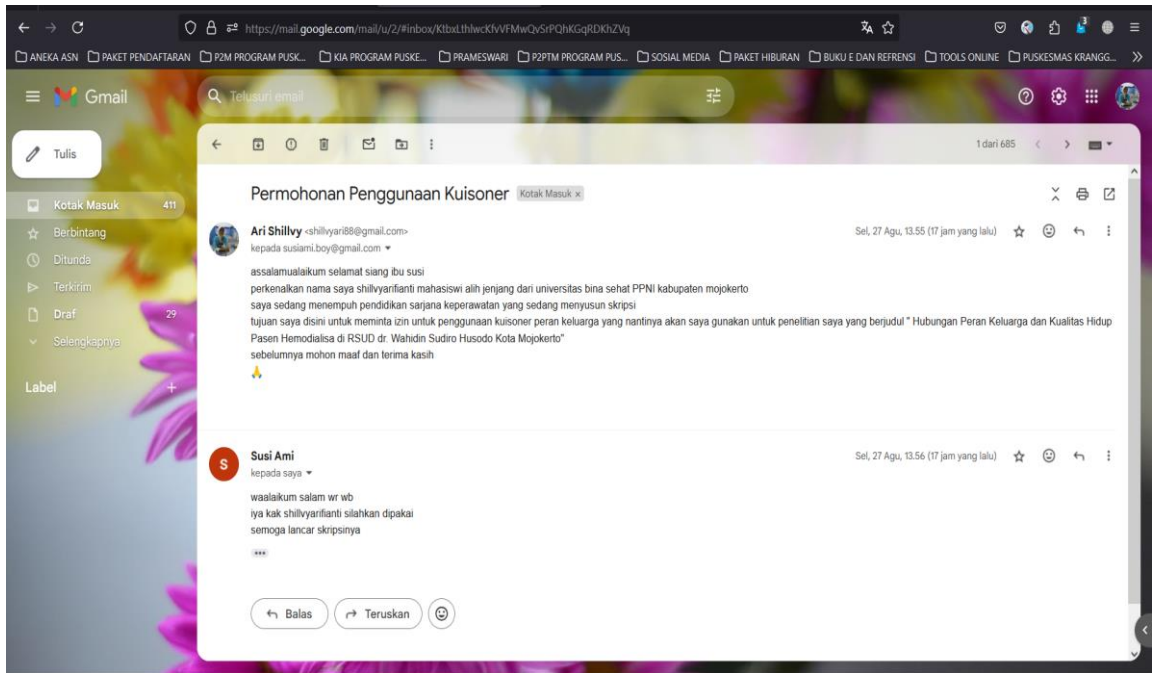 https://mail.google.com/mail/u/2/#inbox/KtbxLthlwcKfvVFMwQvSrPQhKGqRDKhZVq
3
ANEKA ASN PAKET PENDAFTARAN P2M PROGRAM PUSK... KIA PROGRAM PUSKE... PRAMESWARI P2PTM PROGRAM PUS... SOSIAL MEDIA PAKET HIBURAN BUKU E DAN REFRENSI TOOLS ONLINE PUSKESMAS KRANGG...
Gmail
Telusuri email
Tulis
1 dari 685
Kotak Masuk 411
Berbintang
Ditunda
Terkirim
Draf 29
Selengkapnya
Label
Permohonan Penggunaan Kuisoner Kotak Masuk ×
Ari Shillvy <shillvyari88@gmail.com> Sel, 27 Agu, 13.55 (17 jam yang lalu)
kepada susiami.boy@gmail.com
assalamualaikum selamat siang ibu susi
perkenalkan nama saya shillvyarifianti mahasiswi alih jenjang dari universitas bina sehat PPNI kabupaten mojokerto
saya sedang menempuh pendidikan sarjana keperawatan yang sedang menyusun skripsi
tujuan saya disini untuk meminta izin untuk penggunaan kuisoner peran keluarga yang nantinya akan saya gunakan untuk penelitian saya yang berjudul " Hubungan Peran Keluarga dan Kualitas Hidup
Pasen Hemodialisa di RSUD dr. Wahidin Sudiro Husodo Kota Mojokerto"
sebelumnya mohon maaf dan terima kasih
🙏
S
Susi Ami Sel, 27 Agu, 13.56 (17 jam yang lalu)
kepada saya
waalaikum salam wr wb
iya kak shillvyarifianti silahkan dipakai
semoga lancar skripsinya
Balas Teruskan